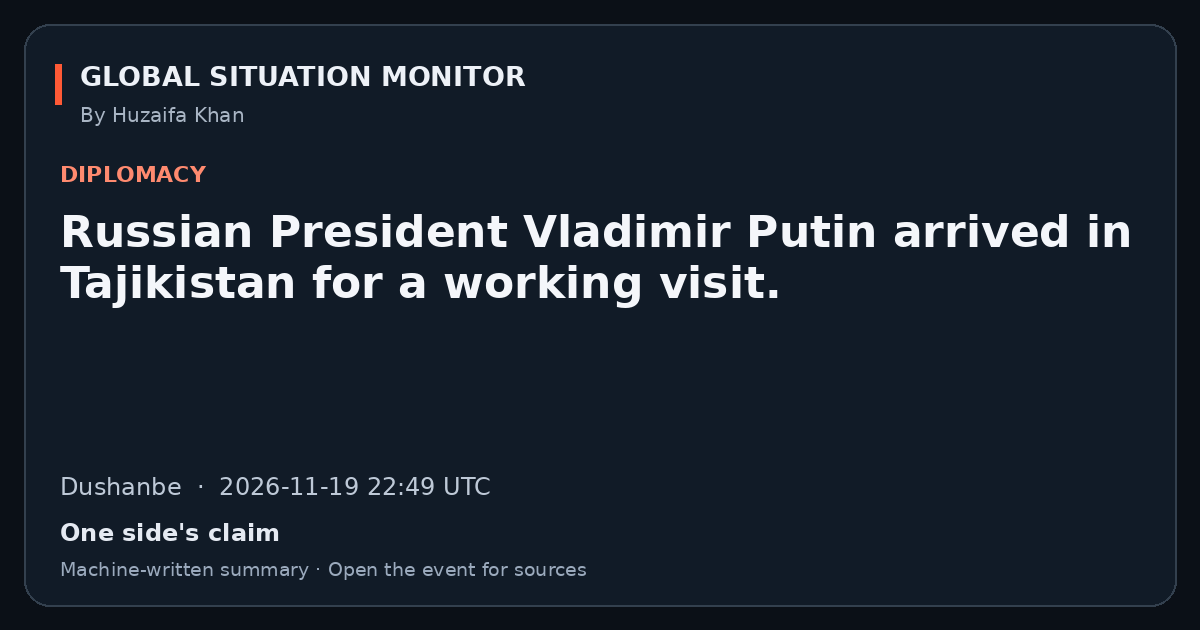 GLOBAL SITUATION MONITOR
By Huzaifa Khan
DIPLOMACY
Russian President Vladimir Putin arrived in
Tajikistan for a working visit.
Dushanbe · 2026-11-19 22:49 UTC
One side's claim
Machine-written summary · Open the event for sources